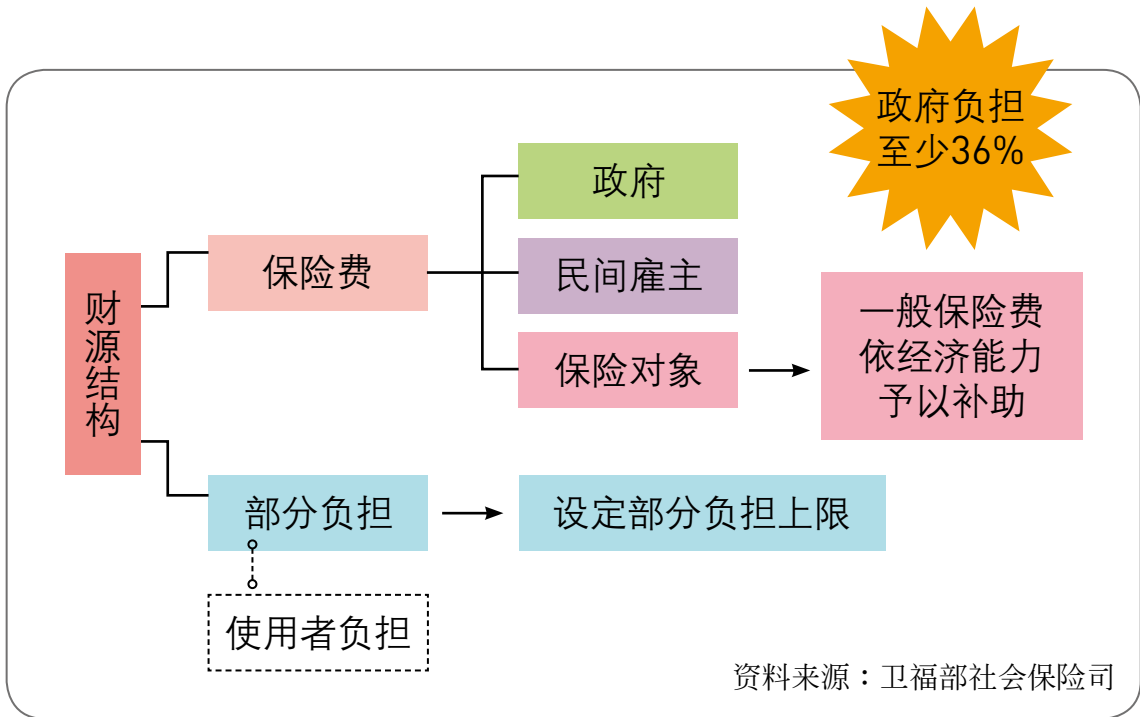 政府负担
至少36%
财源结构
保险费
政府
民间雇主
保险对象
一般保险费
依经济能力
予以补助
部分负担
设定部分负担上限
使用者负担
资料来源：卫福部社会保险司